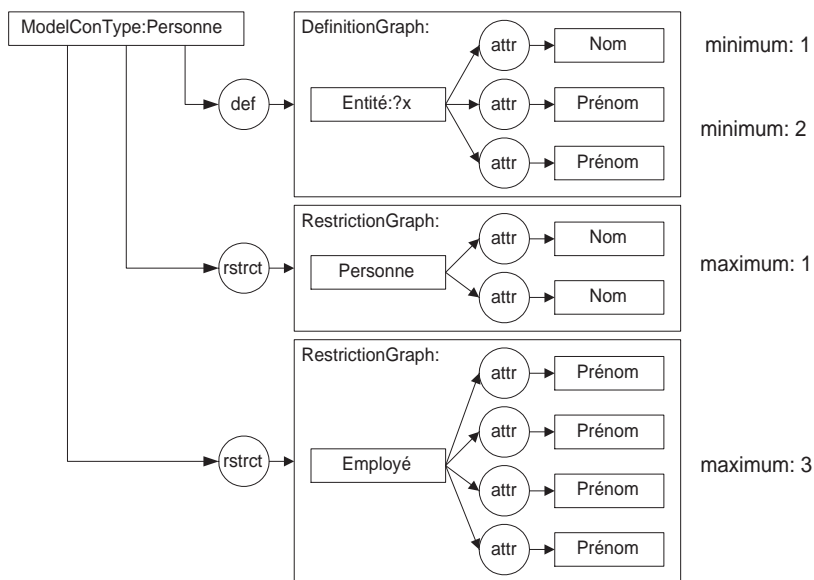 ModelConType:Personne
def
DefinitionGraph:
Entité:?x
attr
Nom
attr
Prénom
attr
Prénom
minimum: 1
minimum: 2
rstrct
RestrictionGraph:
Personne
attr
Nom
attr
Nom
maximum: 1
rstrct
RestrictionGraph:
Employé
attr
Prénom
attr
Prénom
attr
Prénom
attr
Prénom
maximum: 3